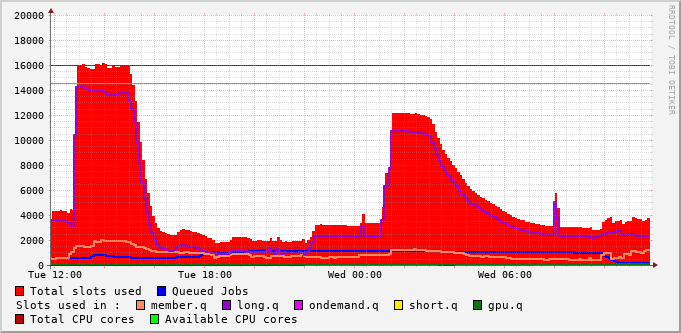 20000
18000
16000
14000
12000
10000
8000
6000
4000
2000
0
Tue 12:00 Tue 18:00 Wed 00:00 Wed 06:00
RRDTOOL / TOBI OETIKER
Total slots used Queued Jobs
Slots used in : member.q long.q ondemand.q short.q gpu.q
Total CPU cores Available CPU cores